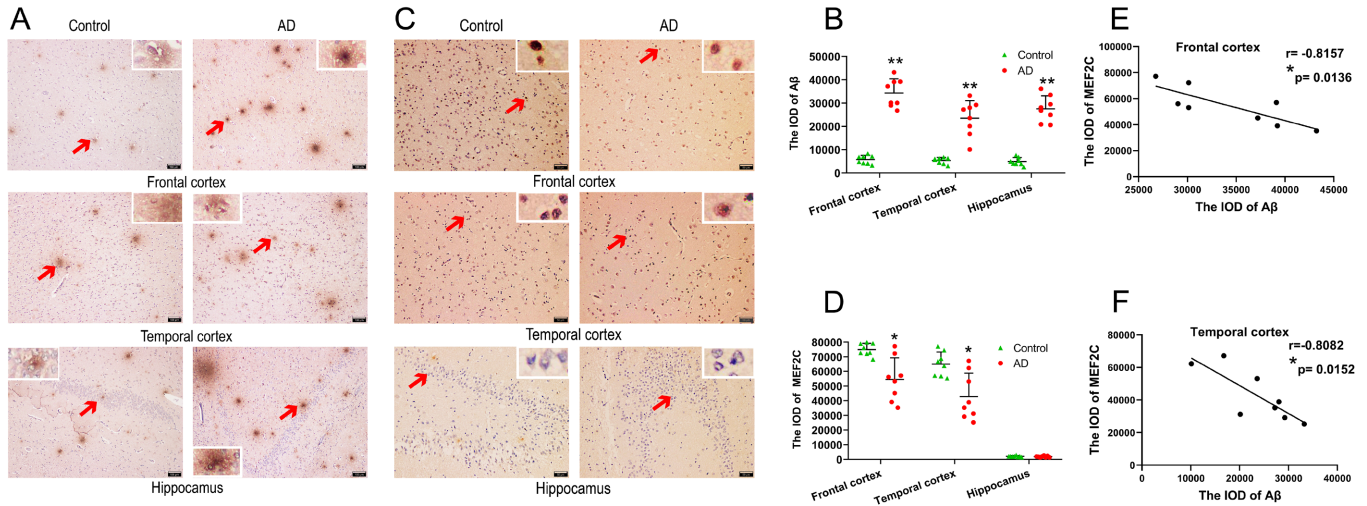 A
Control
AD
Frontal cortex
Temporal cortex
Hippocamus
C
Control
AD
Frontal cortex
Temporal cortex
Hippocamus
B
The IOD of Aβ
50000
40000
30000
20000
10000
0
**
**
**
Control
AD
Frontal cortex
Temporal cortex
Hippocampus
D
The IOD of MEF2C
80000
70000
60000
50000
40000
30000
20000
10000
0
*
*
Control
AD
Frontal cortex
Temporal cortex
Hippocampus
E
Frontal cortex
r= -0.8157
*
p= 0.0136
The IOD of MEF2C
100000
80000
60000
40000
20000
0
25000 30000 35000 40000 45000
The IOD of Aβ
F
Temporal cortex
r=-0.8082
*
p= 0.0152
The IOD of MEF2C
80000
60000
40000
20000
0
0 10000 20000 30000 40000
The IOD of Aβ